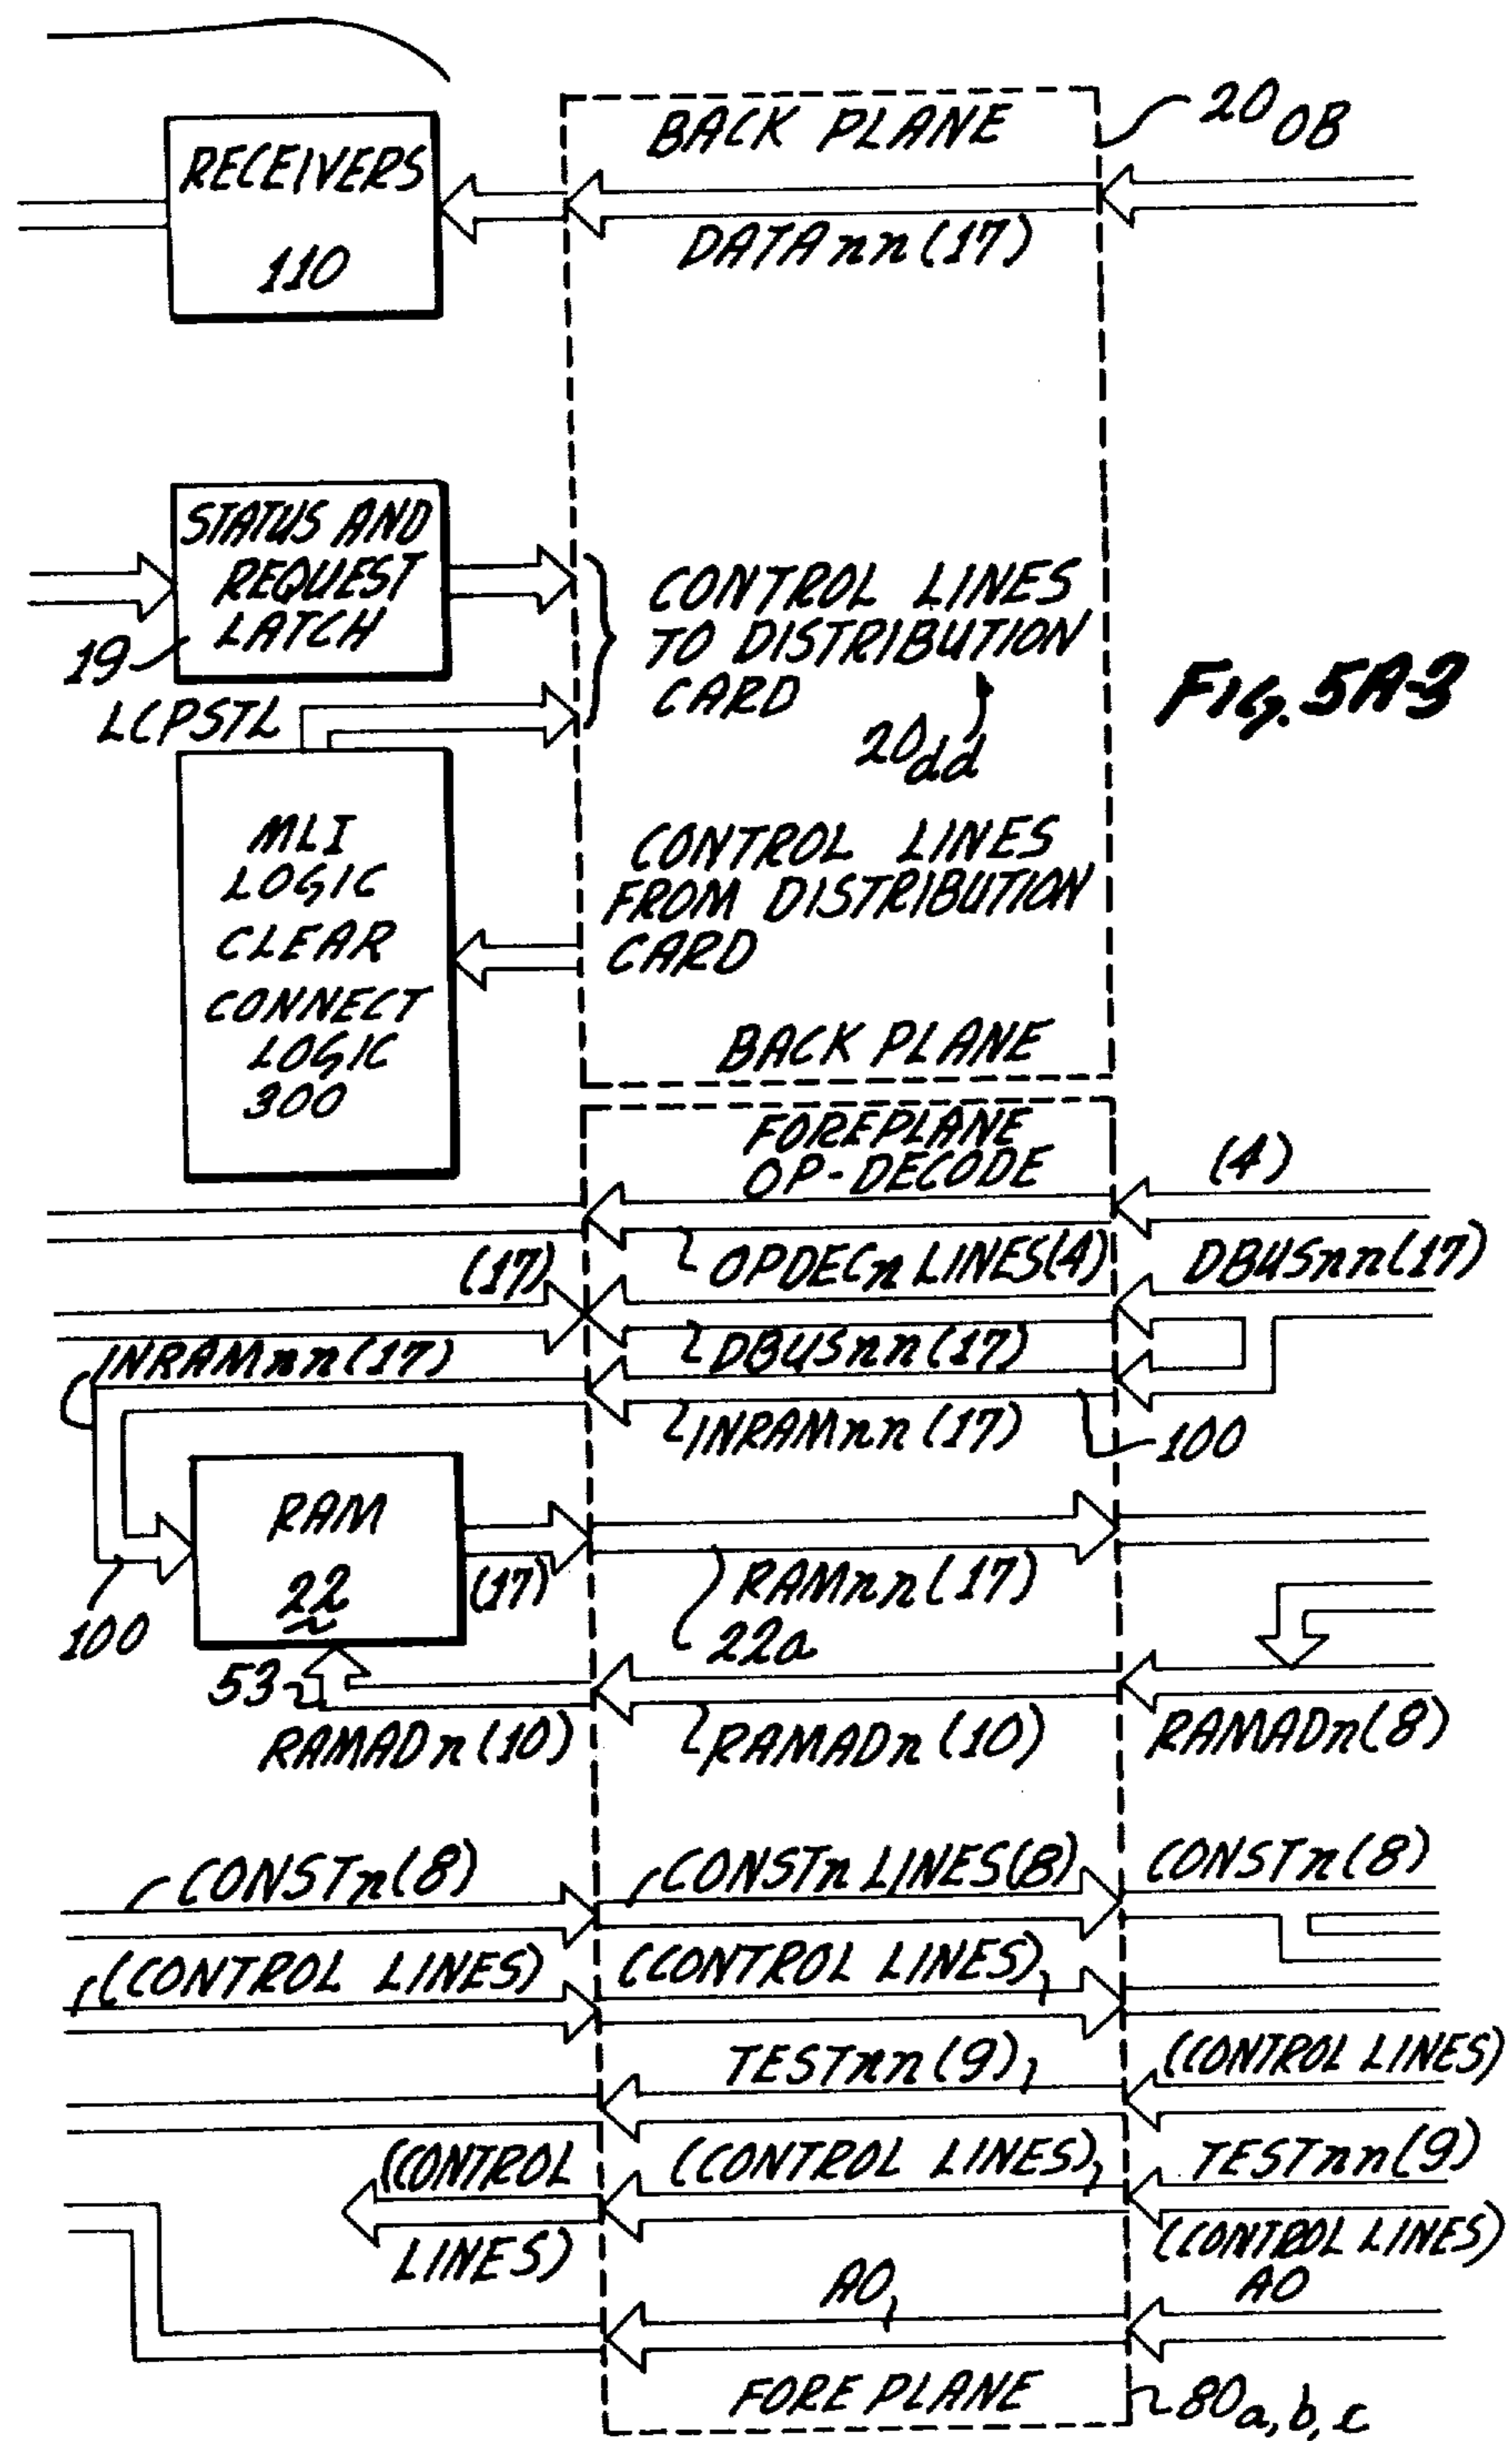 BACK PLANE
20OB
RECEIVERS
110
DATAnn(17)
STATUS AND
REQUEST
LATCH
19
CONTROL LINES
TO DISTRIBUTION
CARD
20dd
FIG. 5A-3
LCPSTL
MLI
LOGIC
CLEAR
CONNECT
LOGIC
300
CONTROL LINES
FROM DISTRIBUTION
CARD
BACK PLANE
FOREPLANE
OP-DECODE
(4)
OPDECn LINES(4)
(17)
DBUSnn(17)
DBUSnn(17)
INRAMnn(17)
INRAMnn(17)
100
RAM
22
(17)
100
RAMnn(17)
22a
53
RAMADn(10)
RAMADn(10)
RAMADn(8)
CONSTn(8)
CONSTn LINES(8)
CONSTn(8)
(CONTROL LINES)
(CONTROL LINES)
TESTnn(9)
(CONTROL LINES)
(CONTROL
LINES)
(CONTROL LINES)
TESTnn(9)
(CONTROL LINES)
AO
AO
FORE PLANE
80a,b,c